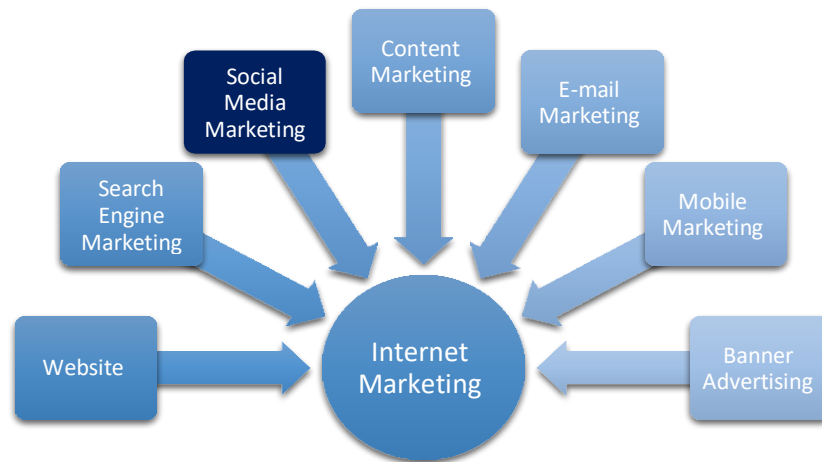 Content
Marketing
Social
Media
Marketing
E-mail
Marketing
Search
Engine
Marketing
Mobile
Marketing
Website
Internet
Marketing
Banner
Advertising